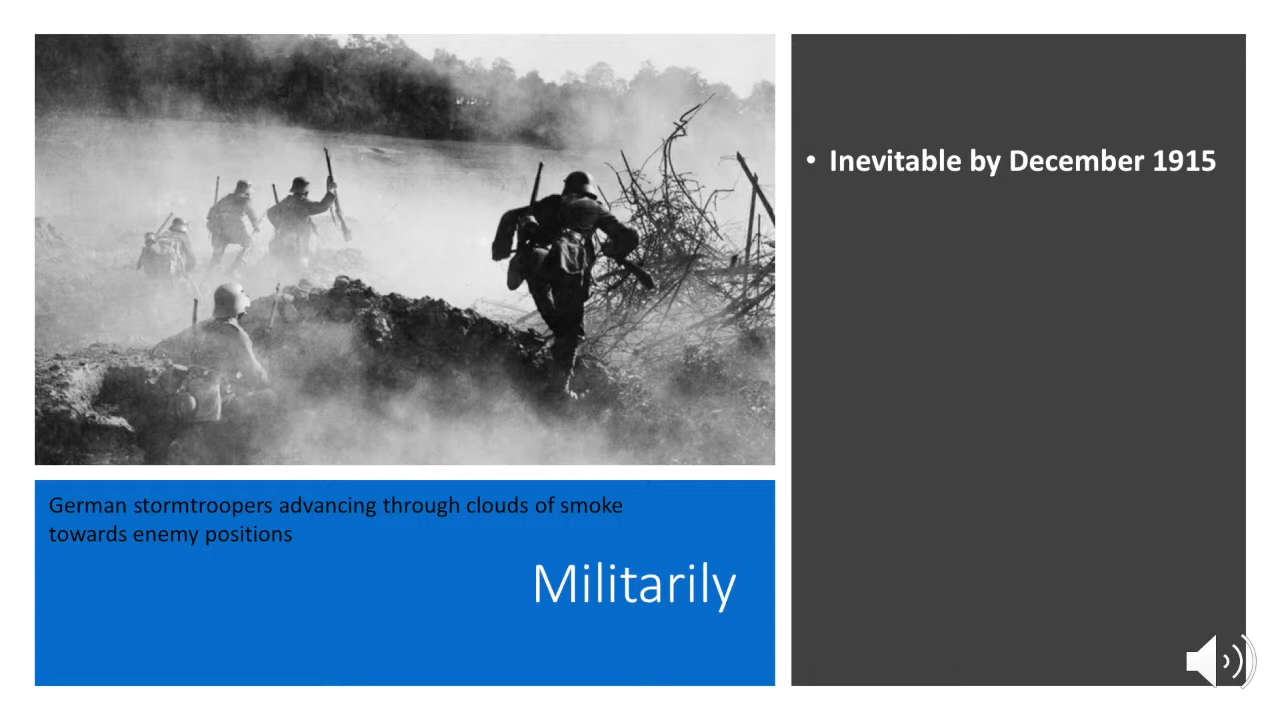 German stormtroopers advancing through clouds of smoke
towards enemy positions
Militarily
• Inevitable by December 1915